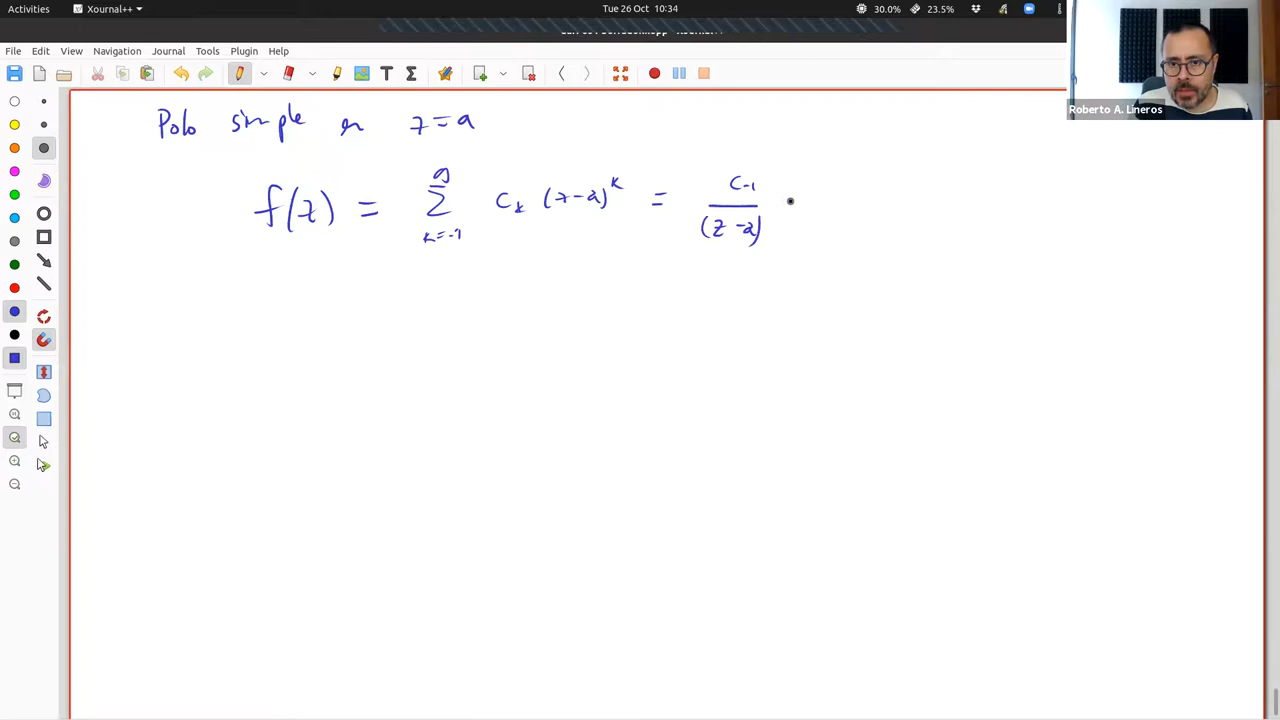 Activities Xournal++ Tue 26 Oct 10:34 30.0% 23.5%
File Edit View Navigation Journal Tools Plugin Help
Roberto A. Lineros
Polo simple en z=a
f(z) = ∑_{k=-1}^{∞} c_k (z-a)^k = c_{-1}/(z-a)